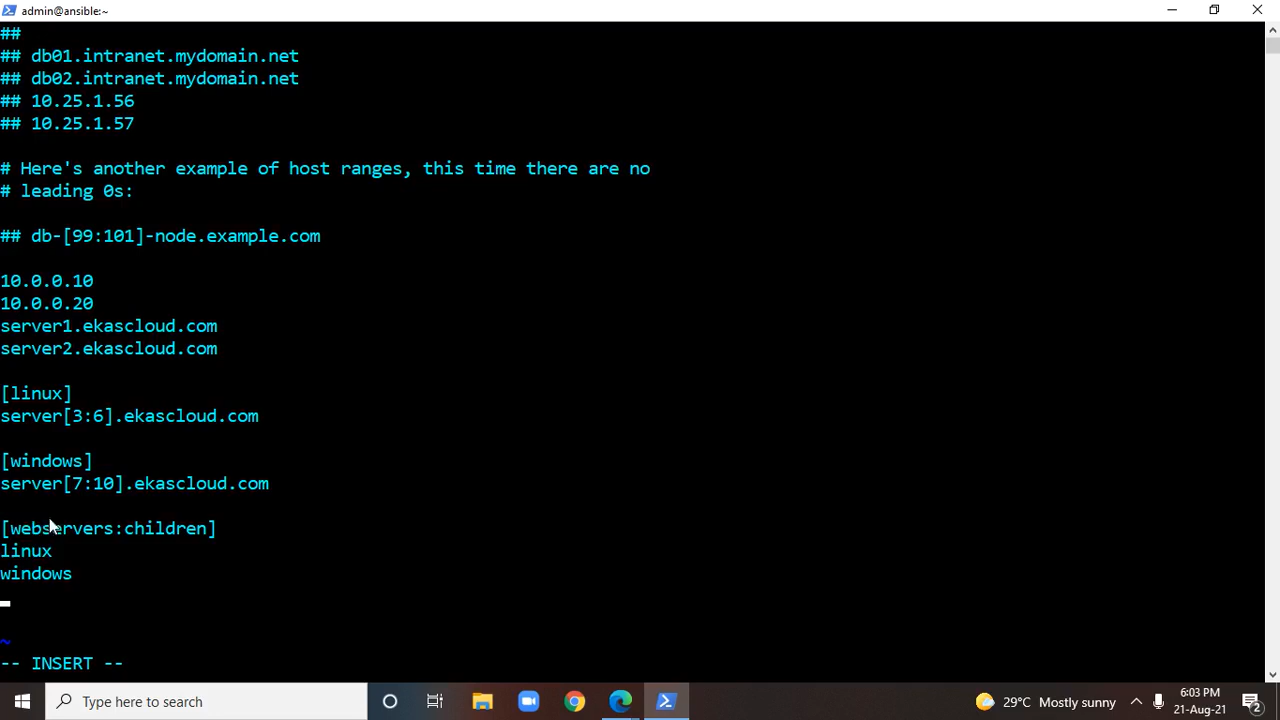 admin@ansible:~
##
## db01.intranet.mydomain.net
## db02.intranet.mydomain.net
## 10.25.1.56
## 10.25.1.57
# Here's another example of host ranges, this time there are no
# leading 0s:
## db-[99:101]-node.example.com
10.0.0.10
10.0.0.20
server1.ekascloud.com
server2.ekascloud.com
[linux]
server[3:6].ekascloud.com
[windows]
server[7:10].ekascloud.com
[webservers:children]
linux
windows
~
-- INSERT --
Type here to search
29°C Mostly sunny
6:03 PM
21-Aug-21
2